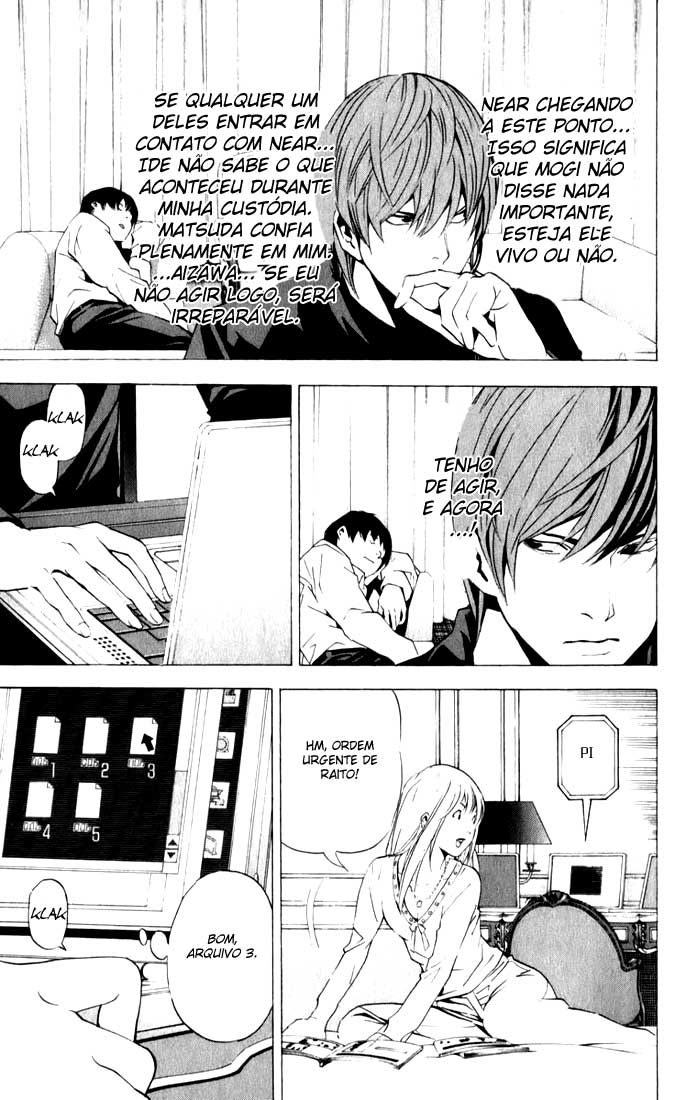 NEAR CHEGANDO
A ESTE PONTO...
ISSO SIGNIFICA
QUE MOGI NÃO
DISSE NADA
IMPORTANTE,
ESTEJA ELE
VIVO OU NÃO.
SE QUALQUER UM
DELES ENTRAR EM
CONTATO COM NEAR...
IDE NÃO SABE O QUE
ACONTECEU DURANTE
MINHA CUSTÓDIA.
MATSUDA CONFIA
PLENAMENTE EM MIM.
...AIZAWA... SE EU
NÃO AGIR LOGO, SERÁ
IRREPARÁVEL.
TENHO
DE AGIR,
E AGORA
...!
KLAK
KLAK
PI
HM, ORDEM
URGENTE DE
RAITO!
1 2 3
4 5
KLAK
BOM,
ARQUIVO 3.